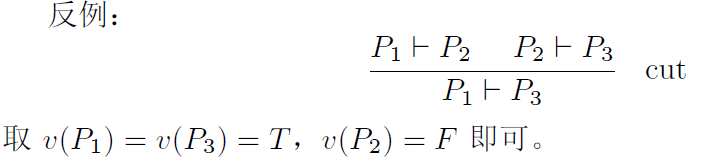 反例：
P₁ ⊢ P₂  P₂ ⊢ P₃
P₁ ⊢ P₃ cut
取 v(P₁) = v(P₃) = T，v(P₂) = F 即可。